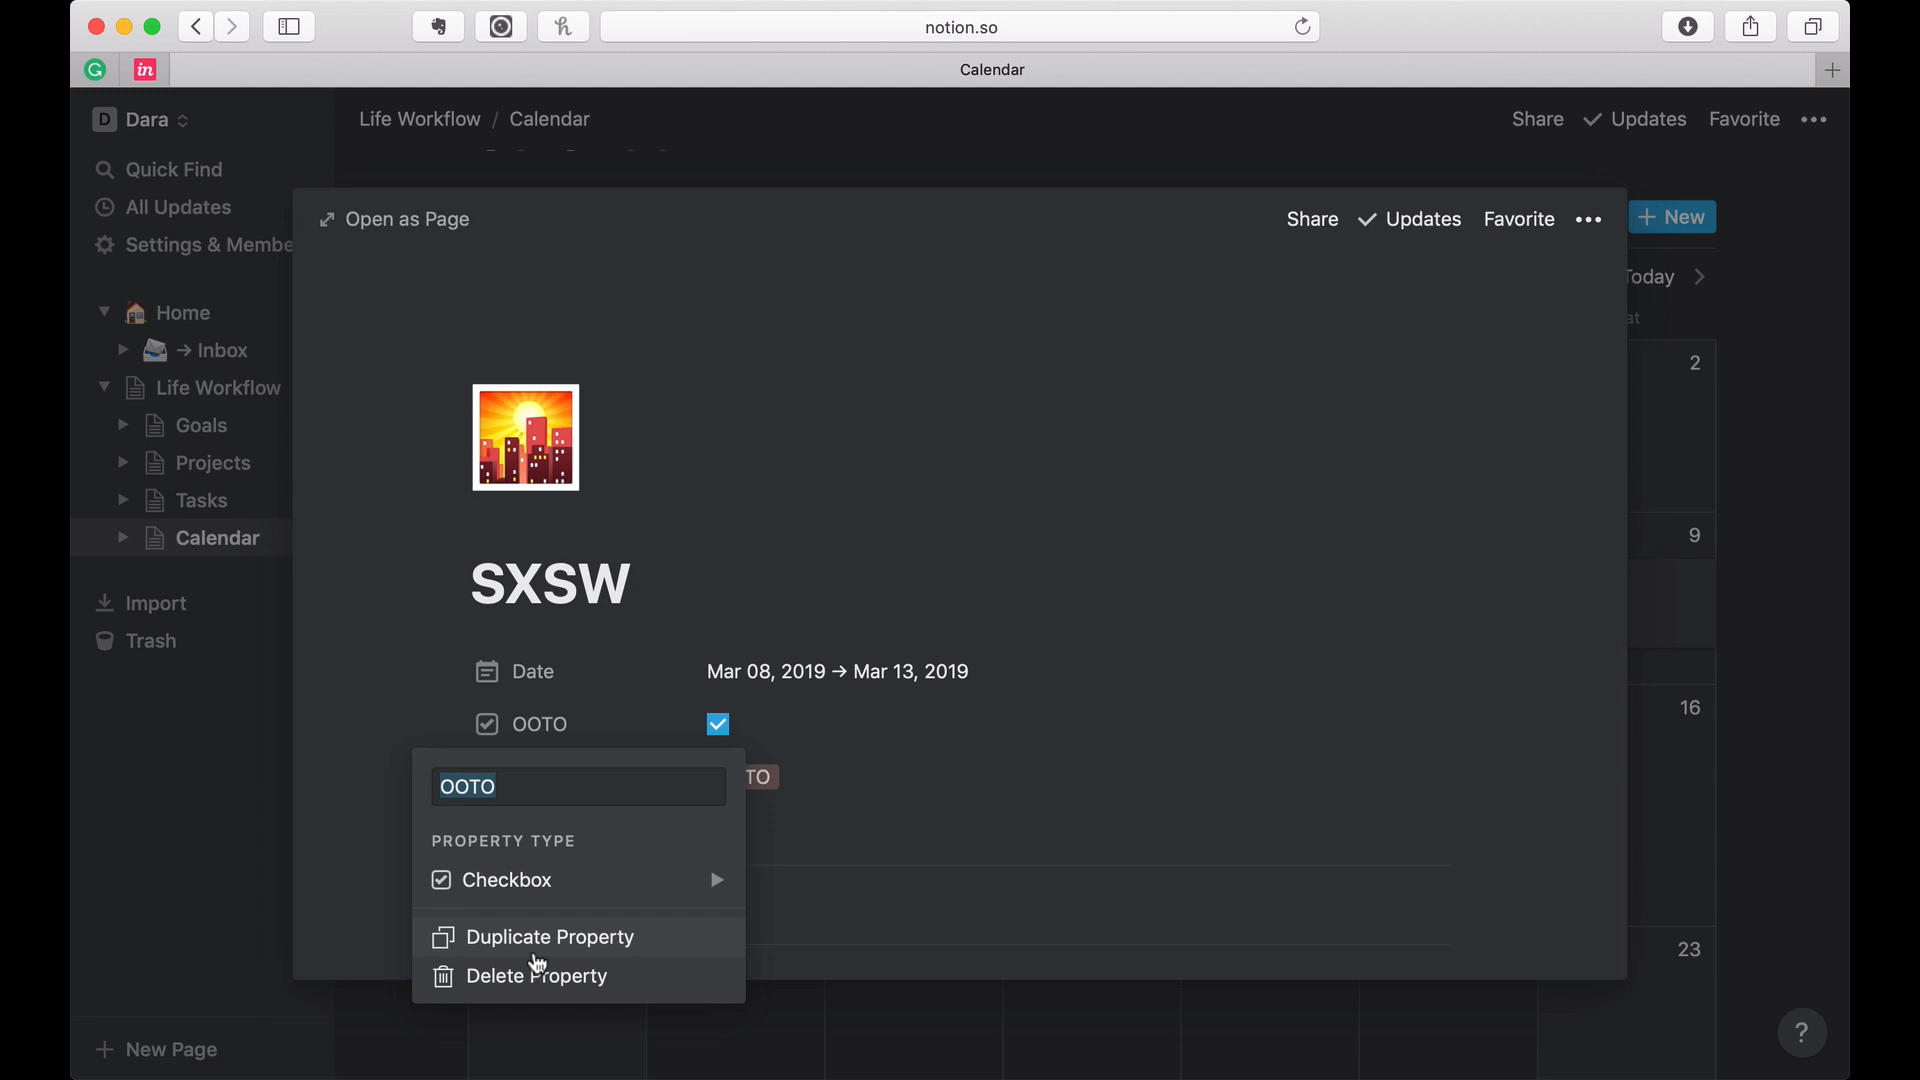 notion.so
Calendar
D Dara
Life Workflow / Calendar
Share Updates Favorite
Quick Find
All Updates
Settings & Membe
Open as Page
Share Updates Favorite
New
Today
at
Home
→ Inbox
Life Workflow
Goals
Projects
Tasks
Calendar
Import
Trash
New Page
2
9
16
23
SXSW
Date Mar 08, 2019 → Mar 13, 2019
OOTO
TO
OOTO
PROPERTY TYPE
Checkbox
Duplicate Property
Delete Property
?
in
G
h